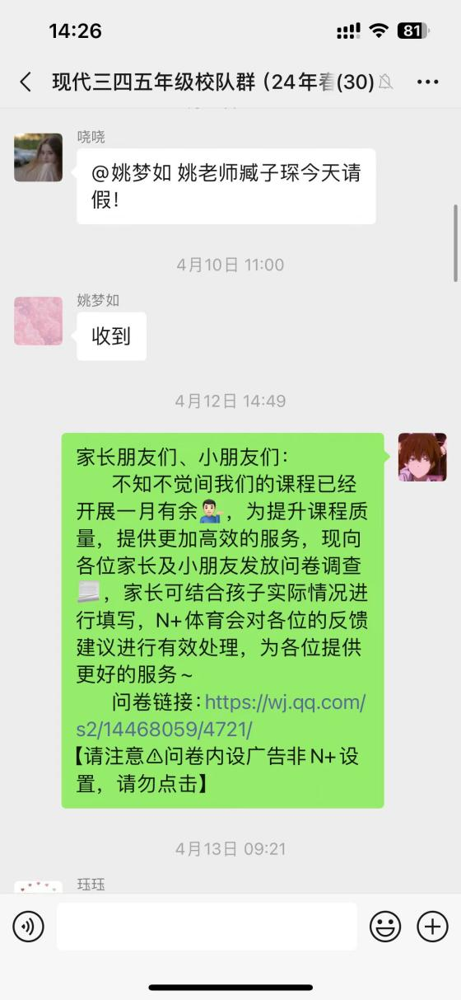 14:26
81
现代三四五年级校队群（24年春(30)
哓哓
@姚梦如 姚老师臧子琛今天请
假！
4月10日 11:00
姚梦如
收到
4月12日 14:49
家长朋友们、小朋友们：
不知不觉间我们的课程已经
开展一月有余💁🏻‍♂️，为提升课程质
量，提供更加高效的服务，现向
各位家长及小朋友发放问卷调查
📃，家长可结合孩子实际情况进
行填写，N+体育会对各位的反馈
建议进行有效处理，为各位提供
更好的服务~
问卷链接：https://wj.qq.com/
s2/14468059/4721/
【请注意⚠问卷内设广告非N+设
置，请勿点击】
4月13日 09:21
珏珏